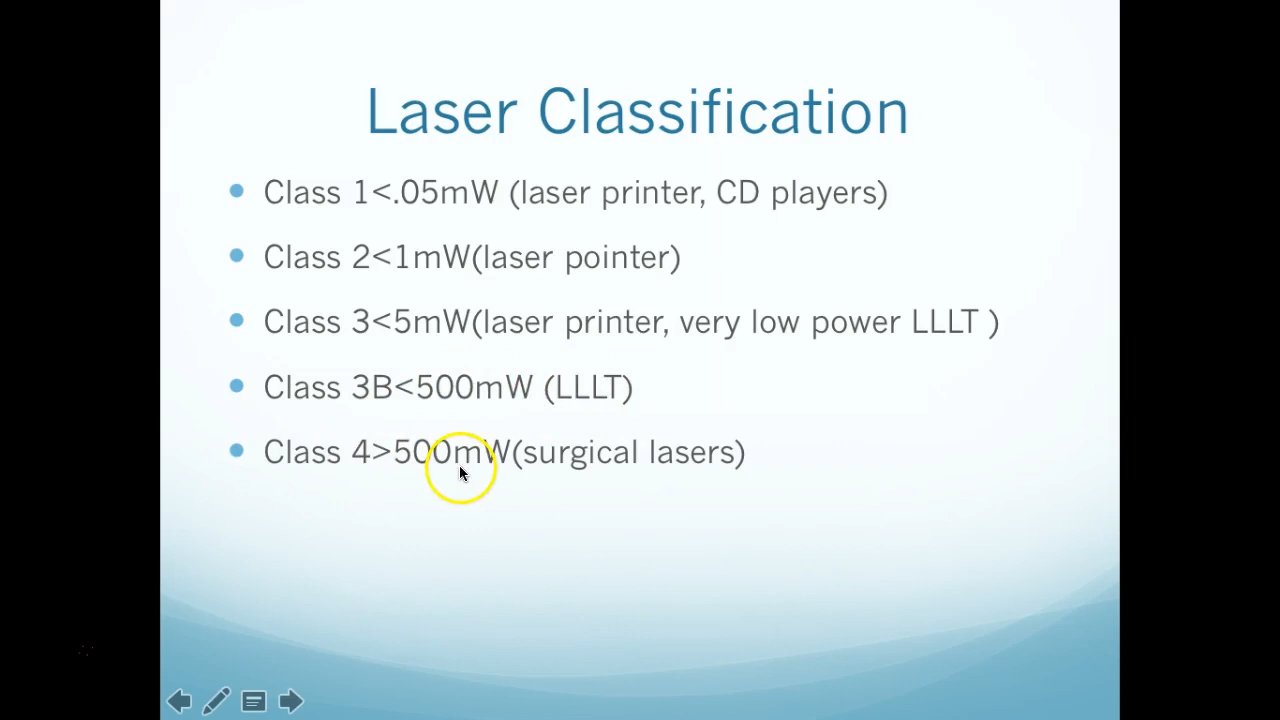 Laser Classification
Class 1<.05mW (laser printer, CD players)
Class 2<1mW(laser pointer)
Class 3<5mW(laser printer, very low power LLLT )
Class 3B<500mW (LLLT)
Class 4>500mW(surgical lasers)